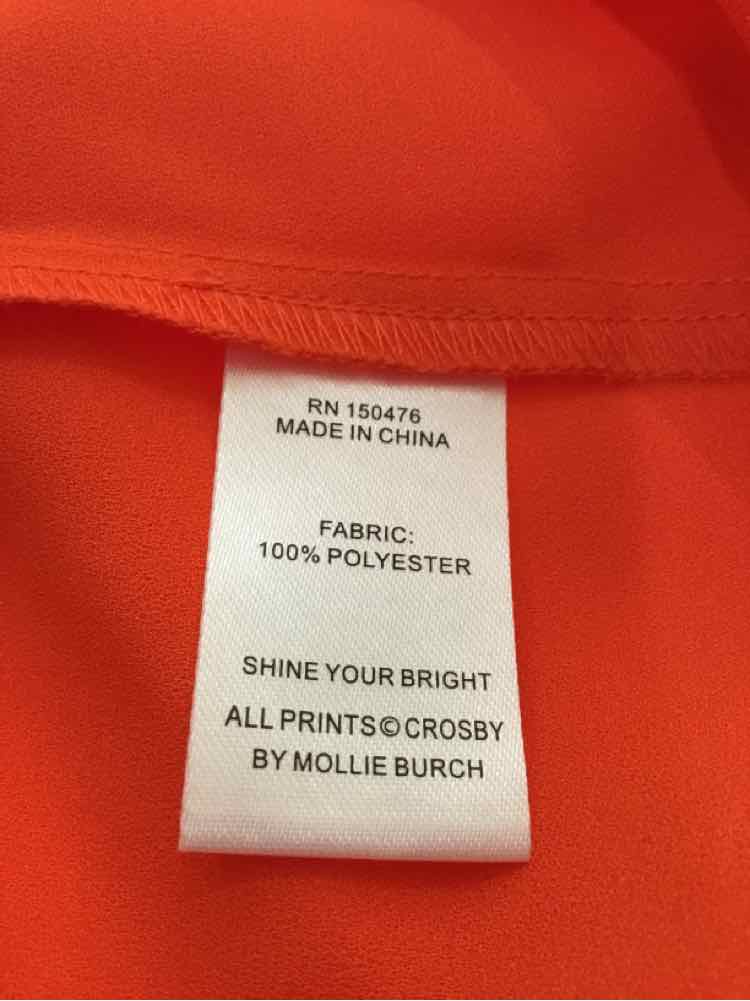 RN 150476
MADE IN CHINA
FABRIC:
100% POLYESTER
SHINE YOUR BRIGHT
ALL PRINTS© CROSBY
BY MOLLIE BURCH